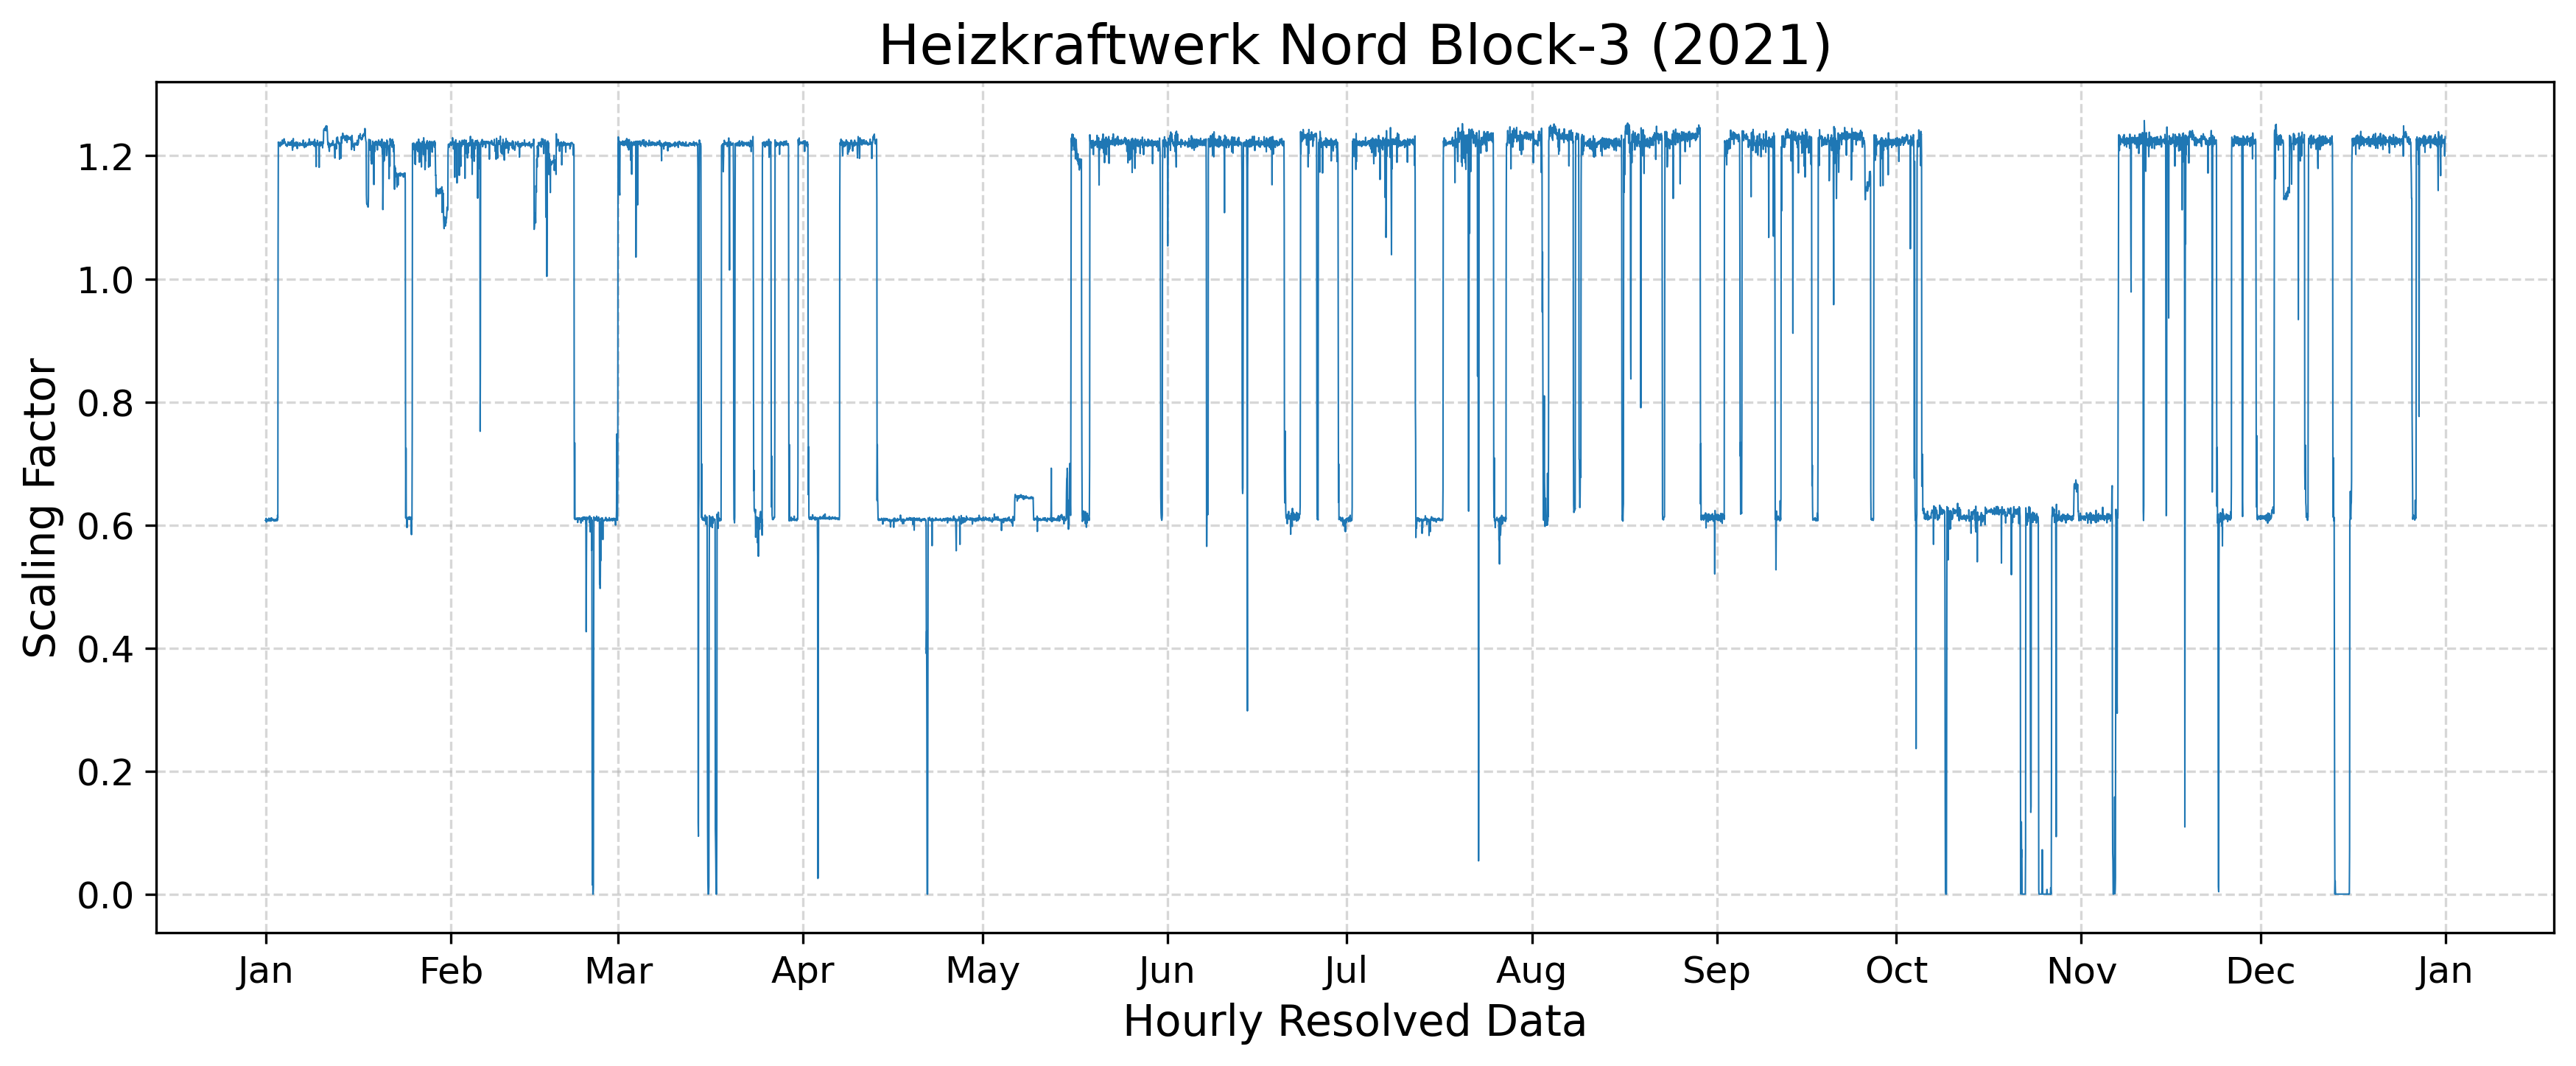 Heizkraftwerk Nord Block-3 (2021)
Scaling Factor
1.2
1.0
0.8
0.6
0.4
0.2
0.0
Jan Feb Mar Apr May Jun Jul Aug Sep Oct Nov Dec Jan
Hourly Resolved Data